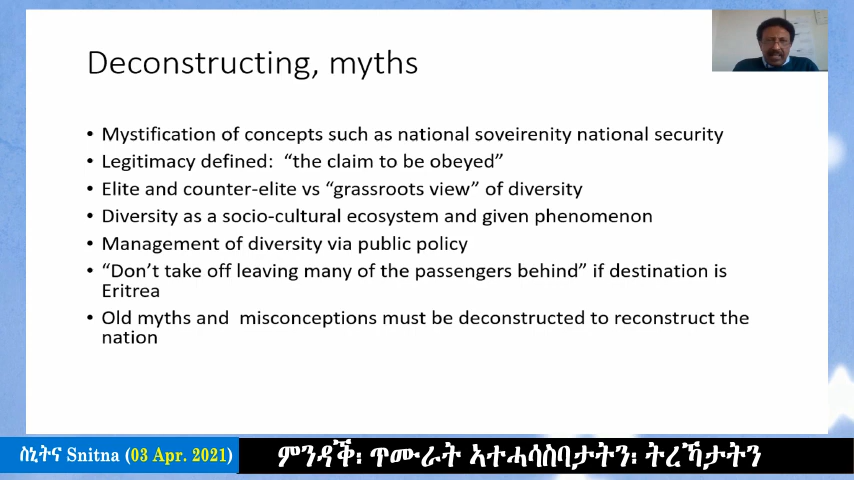 Deconstructing, myths
• Mystification of concepts such as national soveirenity national security
• Legitimacy defined:  “the claim to be obeyed”
• Elite and counter-elite vs “grassroots view” of diversity
• Diversity as a socio-cultural ecosystem and given phenomenon
• Management of diversity via public policy
• “Don’t take off leaving many of the passengers behind” if destination is
Eritrea
• Old myths and  misconceptions must be deconstructed to reconstruct the
nation
ስኒትና Snitna (03 Apr. 2021)
ምንዳቕ፡ ጥሙራት ኣተሓሳስባታትን፡ ትረኻታትን